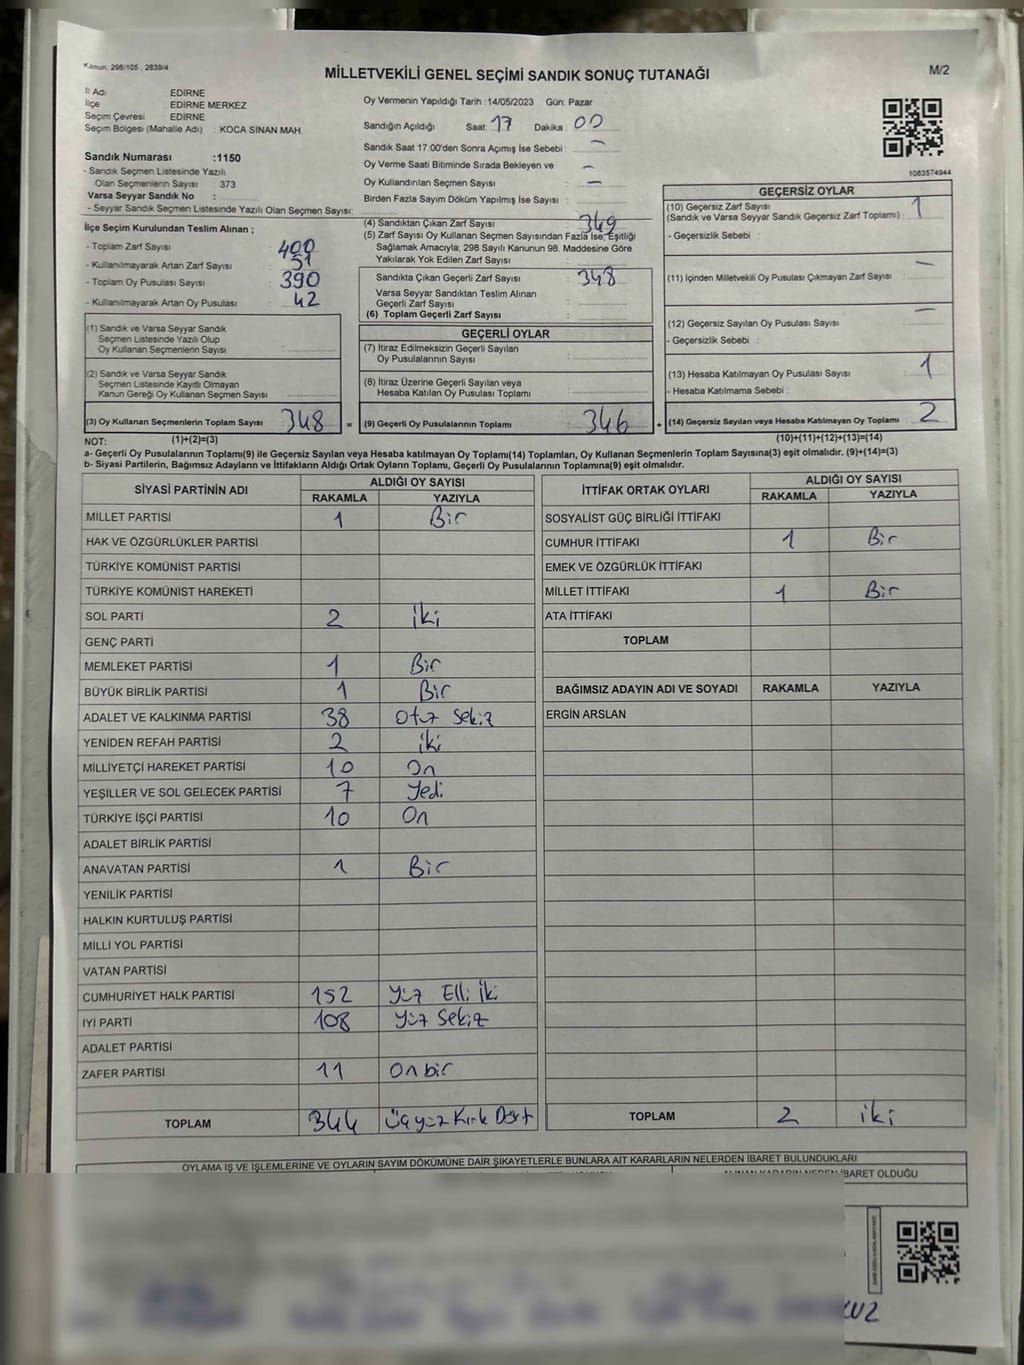 Kanun: 298/105 , 2839/4
MİLLETVEKİLİ GENEL SEÇİMİ SANDIK SONUÇ TUTANAĞI
M/2
İl Adı EDİRNE
İlçe EDİRNE MERKEZ
Seçim Çevresi EDİRNE
Seçim Bölgesi (Mahalle Adı) : KOCA SİNAN MAH.
Sandık Numarası :1150
- Sandık Seçmen Listesinde Yazılı
Olan Seçmenlerin Sayısı 373
Varsa Seyyar Sandık No :
- Seyyar Sandık Seçmen Listesinde Yazılı Olan Seçmen Sayısı:
İlçe Seçim Kurulundan Teslim Alınan ;
- Toplam Zarf Sayısı : 400
- Kullanılmayarak Artan Zarf Sayısı : 51
- Toplam Oy Pusulası Sayısı : 390
- Kullanılmayarak Artan Oy Pusulası : 42
(1) Sandık ve Varsa Seyyar Sandık
Seçmen Listesinde Yazılı Olup
Oy Kullanan Seçmenlerin Sayısı :
(2) Sandık ve Varsa Seyyar Sandık
Seçmen Listesinde Kayıtlı Olmayan
Kanun Gereği Oy Kullanan Seçmen Sayısı :
(3) Oy Kullanan Seçmenlerin Toplam Sayısı 348 =
Oy Vermenin Yapıldığı Tarih :14/05/2023 Gün: Pazar
Sandığın Açıldığı Saat: 17 Dakika: 00
Sandık Saat 17:00'den Sonra Açımış İse Sebebi : —
Oy Verme Saati Bitiminde Sırada Bekleyen ve —
Oy Kullandırılan Seçmen Sayısı : —
Birden Fazla Sayım Döküm Yapılmış İse Sayısı :
(4) Sandıktan Çıkan Zarf Sayısı : 349
(5) Zarf Sayısı Oy Kullanan Seçmen Sayısından Fazla İse, Eşitliği
Sağlamak Amacıyla; 298 Sayılı Kanunun 98. Maddesine Göre
Yakılarak Yok Edilen Zarf Sayısı :
Sandıkta Çıkan Geçerli Zarf Sayısı : 348
Varsa Seyyar Sandıktan Teslim Alınan
Geçerli Zarf Sayısı :
(6) Toplam Geçerli Zarf Sayısı :
GEÇERLİ OYLAR
(7) İtiraz Edilmeksizin Geçerli Sayılan
Oy Pusulalarının Sayısı :
(8) İtiraz Üzerine Geçerli Sayılan veya
Hesaba Katılan Oy Pusulası Toplamı :
(9) Geçerli Oy Pusulalarının Toplamı 346 +
1083574944
GEÇERSİZ OYLAR
(10) Geçersiz Zarf Sayısı 1
(Sandık ve Varsa Seyyar Sandık Geçersiz Zarf Toplamı) :
- Geçersizlik Sebebi :
(11) İçinden Milletvekili Oy Pusulası Çıkmayan Zarf Sayısı : —
(12) Geçersiz Sayılan Oy Pusulası Sayısı : —
- Geçersizlik Sebebi :
(13) Hesaba Katılmayan Oy Pusulası Sayısı : 1
- Hesaba Katılmama Sebebi :
(14) Geçersiz Sayılan veya Hesaba Katılmayan Oy Toplamı : 2
NOT: (1)+(2)=(3) (10)+(11)+(12)+(13)=(14)
a- Geçerli Oy Pusulalarının Toplamı(9) ile Geçersiz Sayılan veya Hesaba katılmayan Oy Toplamı(14) Toplamları, Oy Kullanan Seçmenlerin Toplam Sayısına(3) eşit olmalıdır. (9)+(14)=(3)
b- Siyasi Partilerin, Bağımsız Adayların ve İttifakların Aldığı Ortak Oyların Toplamı, Geçerli Oy Pusulalarının Toplamına(9) eşit olmalıdır.
SİYASİ PARTİNİN ADI ALDIĞI OY SAYISI
RAKAMLA YAZIYLA
MİLLET PARTİSİ 1 Bir
HAK VE ÖZGÜRLÜKLER PARTİSİ
TÜRKİYE KOMÜNİST PARTİSİ
TÜRKİYE KOMÜNİST HAREKETİ
SOL PARTİ 2 iki
GENÇ PARTİ
MEMLEKET PARTİSİ 1 Bir
BÜYÜK BİRLİK PARTİSİ 1 Bir
ADALET VE KALKINMA PARTİSİ 38 Otuz Sekiz
YENİDEN REFAH PARTİSİ 2 iki
MİLLİYETÇİ HAREKET PARTİSİ 10 On
YEŞİLLER VE SOL GELECEK PARTİSİ 7 Yedi
TÜRKİYE İŞÇİ PARTİSİ 10 On
ADALET BİRLİK PARTİSİ
ANAVATAN PARTİSİ 1 Bir
YENİLİK PARTİSİ
HALKIN KURTULUŞ PARTİSİ
MİLLİ YOL PARTİSİ
VATAN PARTİSİ
CUMHURİYET HALK PARTİSİ 152 Yüz Elli İki
İYİ PARTİ 108 Yüz Sekiz
ADALET PARTİSİ
ZAFER PARTİSİ 11 Onbir
TOPLAM 344 Üçyüz Kırk Dört
İTTİFAK ORTAK OYLARI ALDIĞI OY SAYISI
RAKAMLA YAZIYLA
SOSYALİST GÜÇ BİRLİĞİ İTTİFAKI
CUMHUR İTTİFAKI 1 Bir
EMEK VE ÖZGÜRLÜK İTTİFAKI
MİLLET İTTİFAKI 1 Bir
ATA İTTİFAKI
TOPLAM
BAĞIMSIZ ADAYIN ADI VE SOYADI RAKAMLA YAZIYLA
ERGİN ARSLAN
TOPLAM 2 iki
OYLAMA İŞ VE İŞLEMLERİNE VE OYLARIN SAYIM DÖKÜMÜNE DAİR ŞİKAYETLERLE BUNLARA AİT KARARLARIN NELERDEN İBARET BULUNDUKLARI
ALINAN KARARIN NEDEN İBARET OLDUĞU